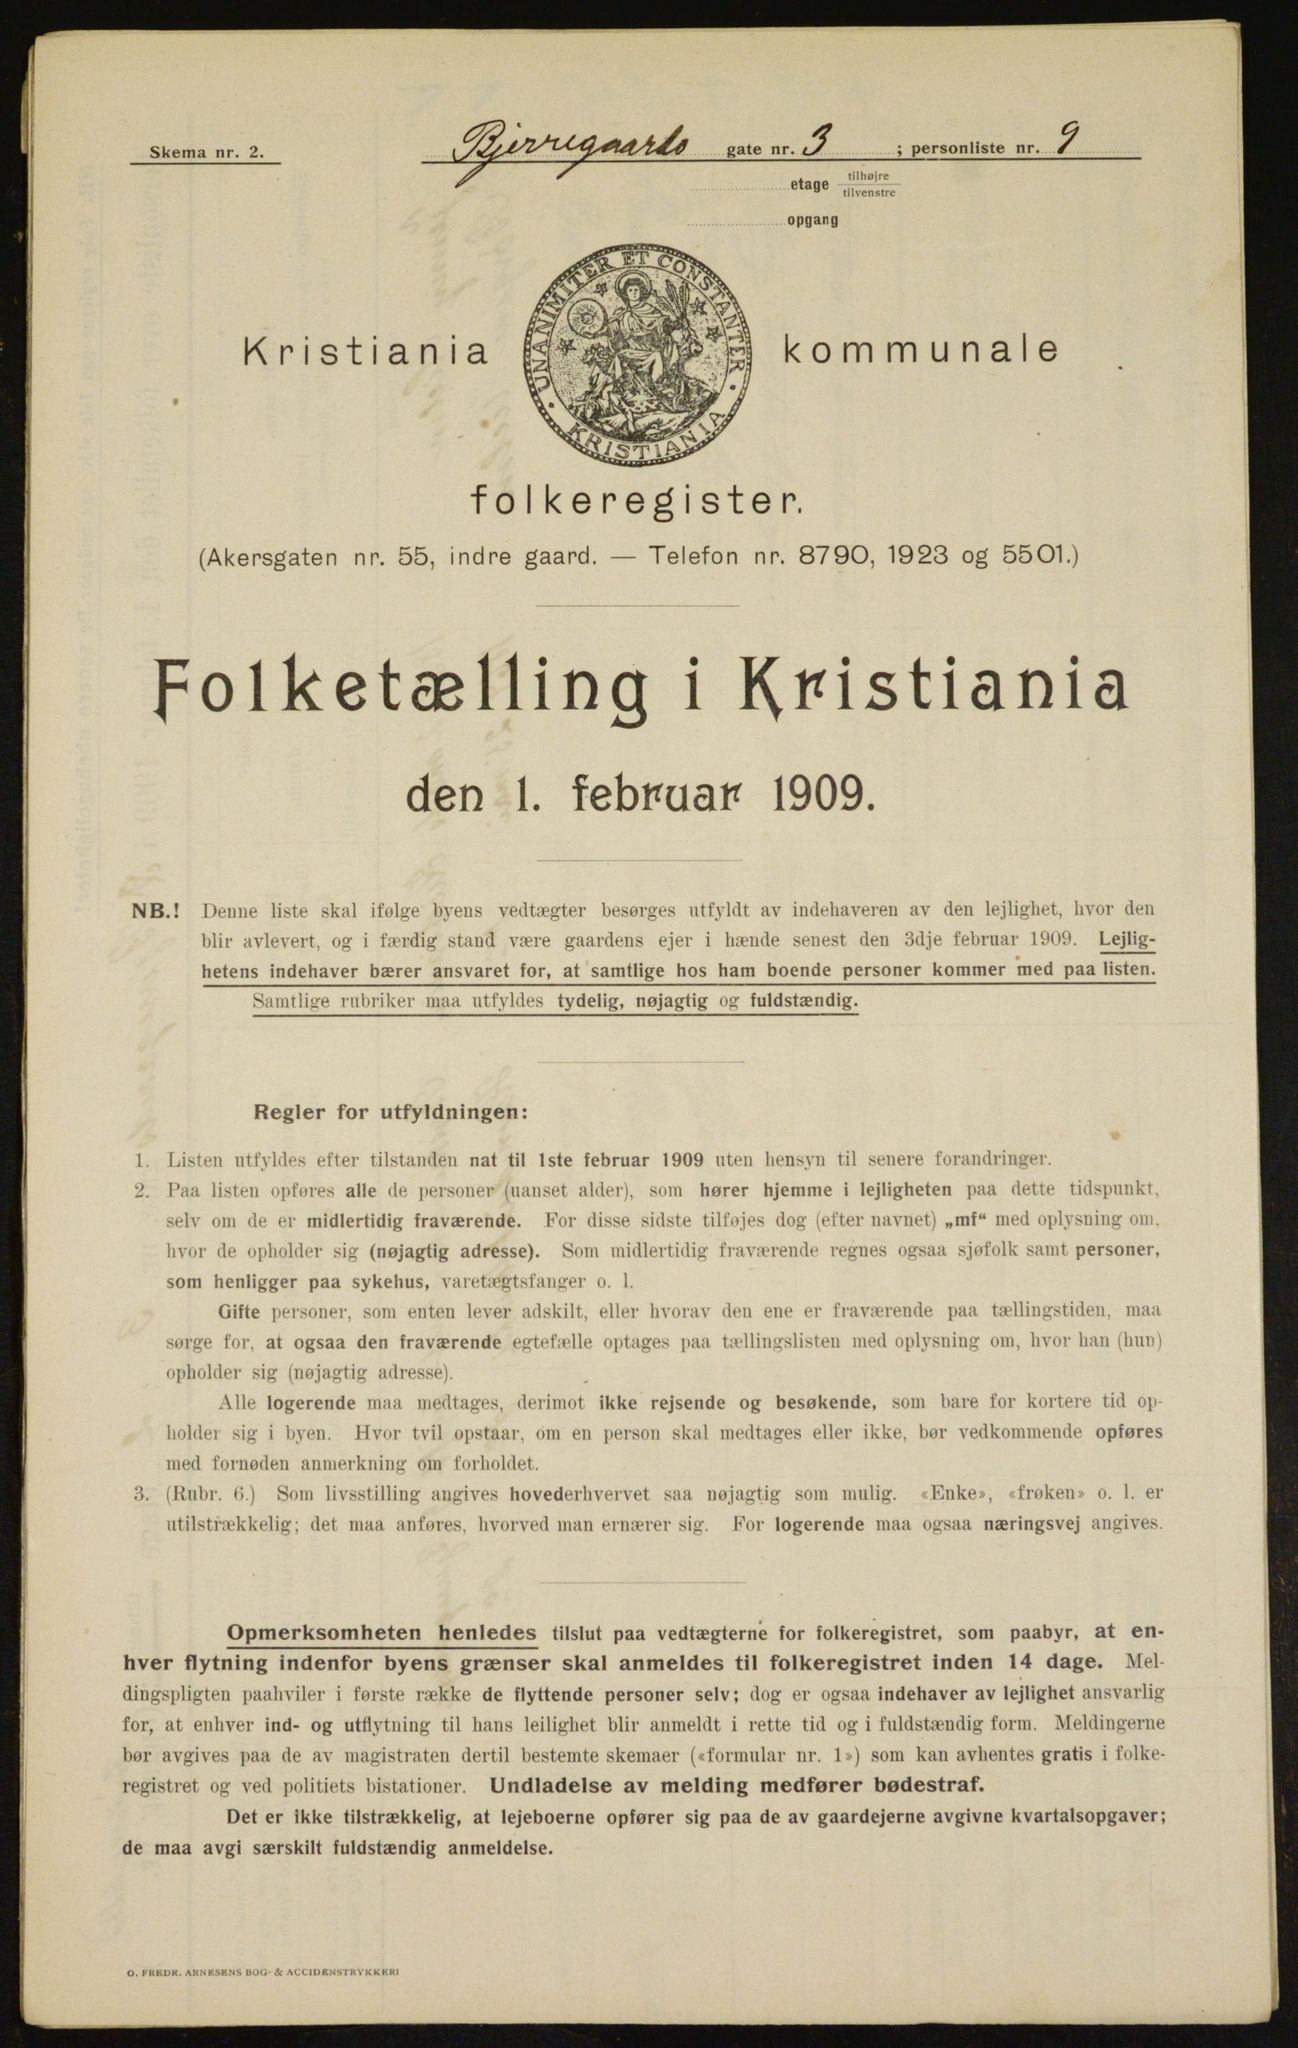 Skema nr. 2.
Bjerregaards gate nr. 3 ; personliste nr. 9
etage tilhøjre
tilvenstre
opgang
UNANIMITER ET CONSTANTER
KRISTIANIA
Kristiania kommunale
folkeregister.
(Akersgaten nr. 55, indre gaard. — Telefon nr. 8790, 1923 og 5501.)
Folketælling i Kristiania
den 1. februar 1909.
NB.! Denne liste skal ifølge byens vedtægter besørges utfyldt av indehaveren av den lejlighet, hvor den
blir avlevert, og i færdig stand være gaardens ejer i hænde senest den 3dje februar 1909. Lejlig-
hetens indehaver bærer ansvaret for, at samtlige hos ham boende personer kommer med paa listen.
Samtlige rubriker maa utfyldes tydelig, nøjagtig og fuldstændig.
Regler for utfyldningen:
1. Listen utfyldes efter tilstanden nat til 1ste februar 1909 uten hensyn til senere forandringer.
2. Paa listen opføres alle de personer (uanset alder), som hører hjemme i lejligheten paa dette tidspunkt,
selv om de er midlertidig fraværende. For disse sidste tilføjes dog (efter navnet) „mf“ med oplysning om,
hvor de opholder sig (nøjagtig adresse). Som midlertidig fraværende regnes ogsaa sjøfolk samt personer,
som henligger paa sykehus, varetægtsfanger o. l.
Gifte personer, som enten lever adskilt, eller hvorav den ene er fraværende paa tællingstiden, maa
sørge for, at ogsaa den fraværende egtefælle optages paa tællingslisten med oplysning om, hvor han (hun)
opholder sig (nøjagtig adresse).
Alle logerende maa medtages, derimot ikke rejsende og besøkende, som bare for kortere tid op-
holder sig i byen. Hvor tvil opstaar, om en person skal medtages eller ikke, bør vedkommende opføres
med fornøden anmerkning om forholdet.
3. (Rubr. 6.) Som livsstilling angives hovederhvervet saa nøjagtig som mulig. «Enke», «frøken» o. l. er
utilstrækkelig; det maa anføres, hvorved man ernærer sig. For logerende maa ogsaa næringsvej angives.
Opmerksomheten henledes tilslut paa vedtægterne for folkeregistret, som paabyr, at en-
hver flytning indenfor byens grænser skal anmeldes til folkeregistret inden 14 dage. Mel-
dingspligten paahviler i første række de flyttende personer selv; dog er ogsaa indehaver av lejlighet ansvarlig
for, at enhver ind- og utflytning til hans leilighet blir anmeldt i rette tid og i fuldstændig form. Meldingerne
bør avgives paa de av magistraten dertil bestemte skemaer («formular nr. 1») som kan avhentes gratis i folke-
registret og ved politiets bistationer. Undladelse av melding medfører bødestraf.
Det er ikke tilstrækkelig, at lejeboerne opfører sig paa de av gaardejerne avgivne kvartalsopgaver;
de maa avgi særskilt fuldstændig anmeldelse.
O. FREDR. ARNESENS BOG- & ACCIDENSTRYKKERI